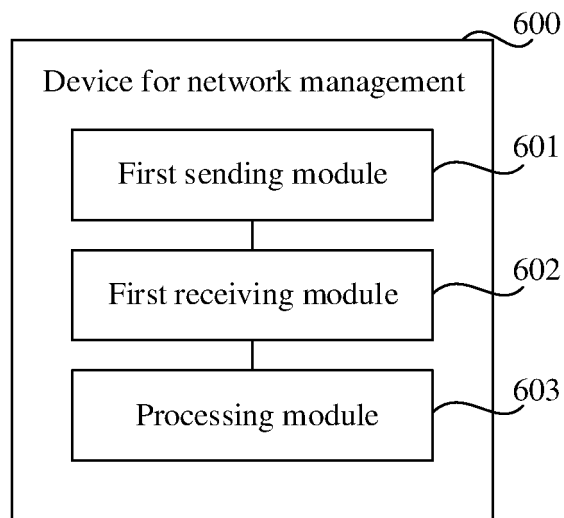 600
Device for network management
601
First sending module
602
First receiving module
603
Processing module